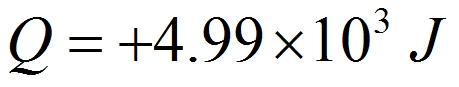 Q = +4.99×10³ J